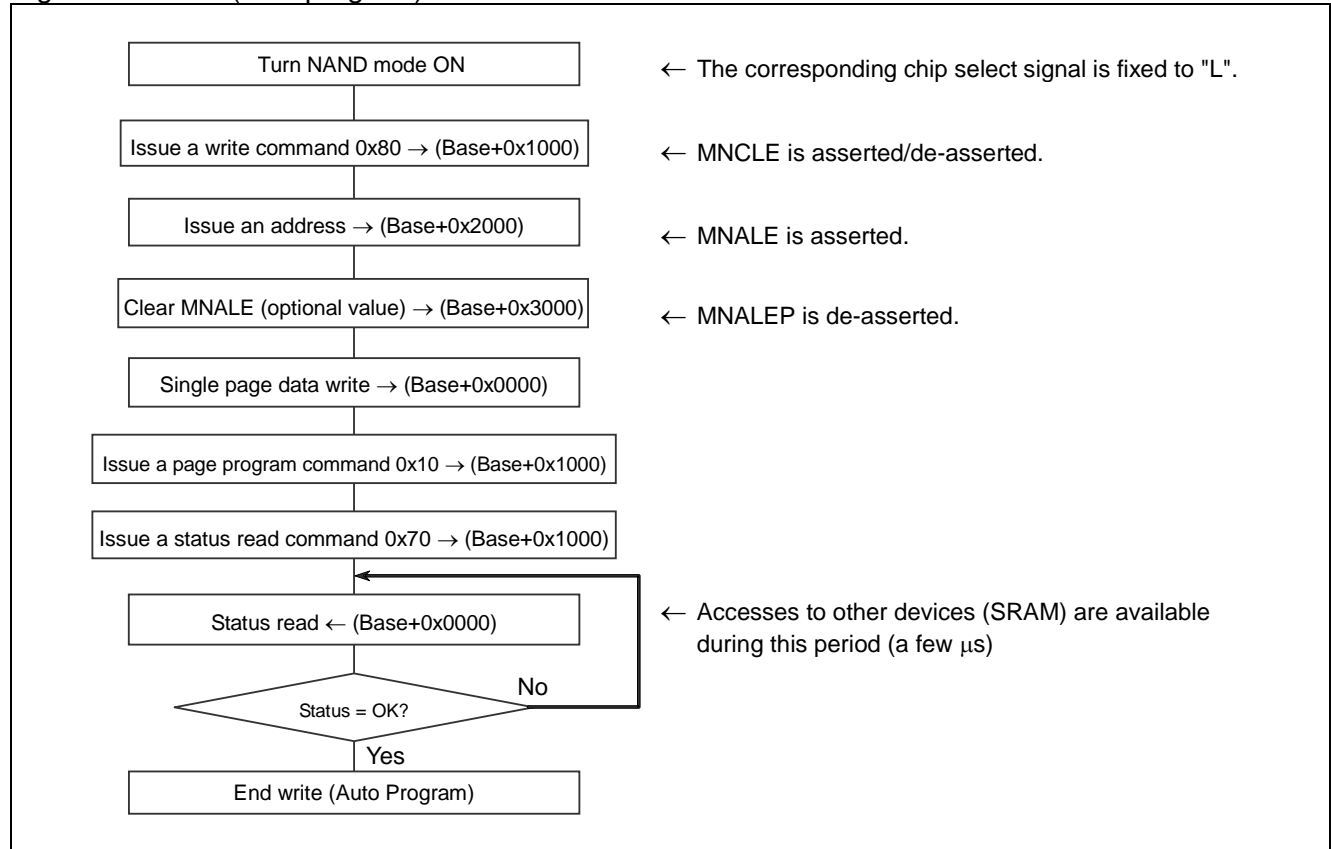 Turn NAND mode ON
← The corresponding chip select signal is fixed to "L".
Issue a write command 0x80 → (Base+0x1000)
← MNCLE is asserted/de-asserted.
Issue an address → (Base+0x2000)
← MNALE is asserted.
Clear MNALE (optional value) → (Base+0x3000)
← MNALEP is de-asserted.
Single page data write → (Base+0x0000)
Issue a page program command 0x10 → (Base+0x1000)
Issue a status read command 0x70 → (Base+0x1000)
Status read ← (Base+0x0000)
← Accesses to other devices (SRAM) are available
during this period (a few μs)
No
Status = OK?
Yes
End write (Auto Program)